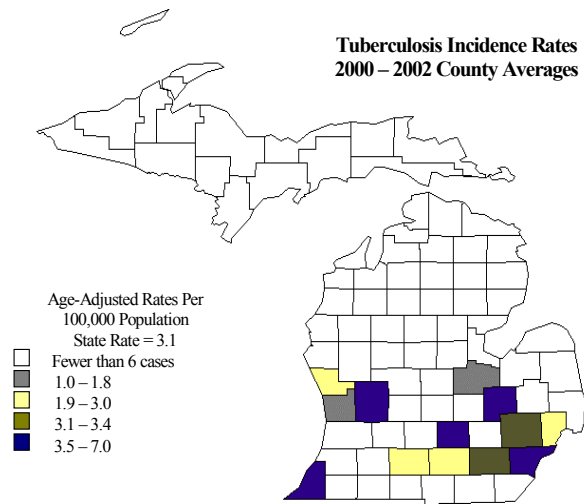 Tuberculosis Incidence Rates
2000 – 2002 County Averages
Age-Adjusted Rates Per
100,000 Population
State Rate = 3.1
Fewer than 6 cases
1.0 – 1.8
1.9 – 3.0
3.1 – 3.4
3.5 – 7.0